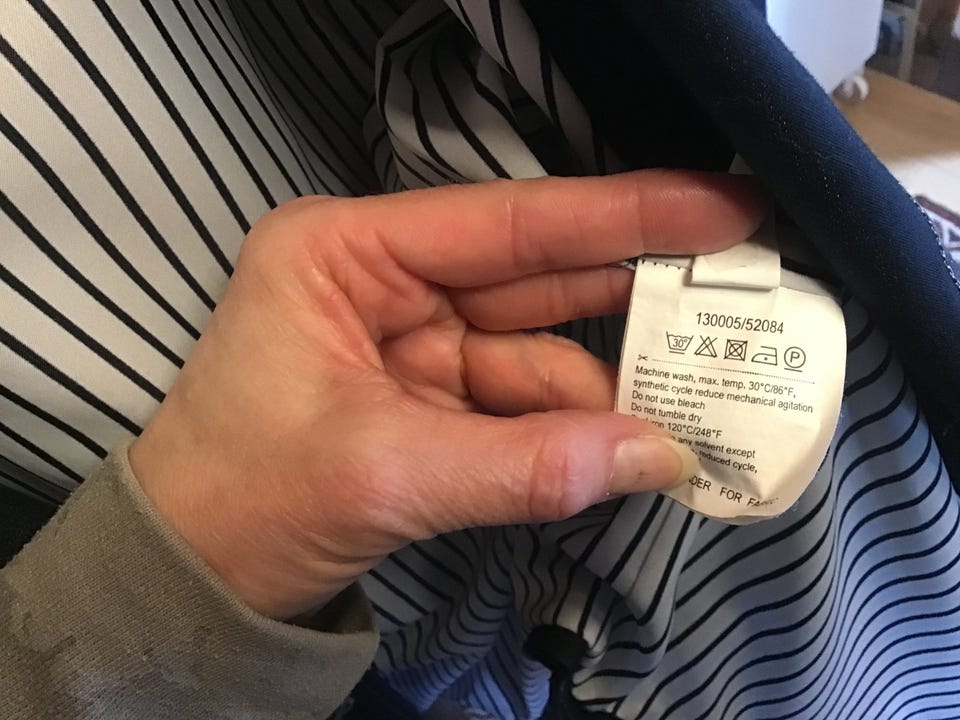 130005/52084
30°
P
Machine wash, max. temp. 30°C/86°F,
synthetic cycle reduce mechanical agitation
Do not use bleach
Do not tumble dry
iron 120°C/248°F
any solvent except
reduced cycle,
FOR